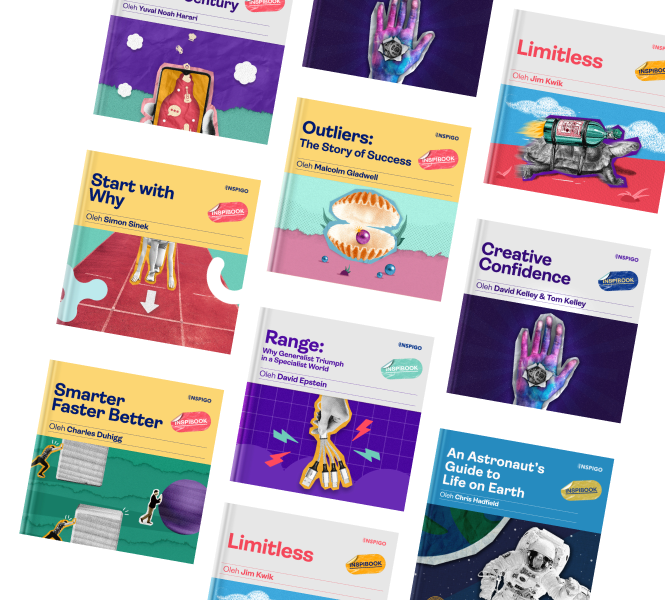 Century
Oleh Yuval Noah Harari
INSPIBOOK
Limitless
INSPIGO
Oleh Jim Kwik
INSPIBOOK
Outliers:
The Story of Success
INSPIGO
Oleh Malcolm Gladwell
INSPIBOOK
Start with
Why
INSPIGO
Oleh Simon Sinek
INSPIBOOK
Creative
Confidence
INSPIGO
Oleh David Kelley & Tom Kelley
INSPIBOOK
Range:
Why Generalist Triumph
in a Specialist World
INSPIGO
Oleh David Epstein
INSPIBOOK
Smarter
Faster Better
INSPIGO
Oleh Charles Duhigg
INSPIBOOK
An Astronaut's
Guide to
Life on Earth
INSPIGO
Oleh Chris Hadfield
INSPIBOOK
Limitless
INSPIGO
Oleh Jim Kwik
INSPIBOOK